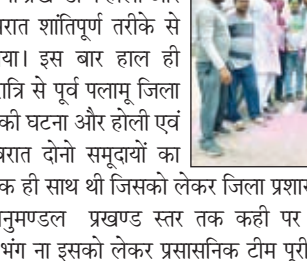 रात शांतिपूर्ण तरीके से
या। इस बार हाल ही
रात्रि से पूर्व पलामू जिला
की घटना और होली एवं
बरात दोनो समूदायों का
क ही साथ थी जिसको लेकर जिला प्रशास
नुमण्डल प्रखण्ड स्तर तक कही पर
भंग ना इसको लेकर प्रसासनिक टीम पूरी